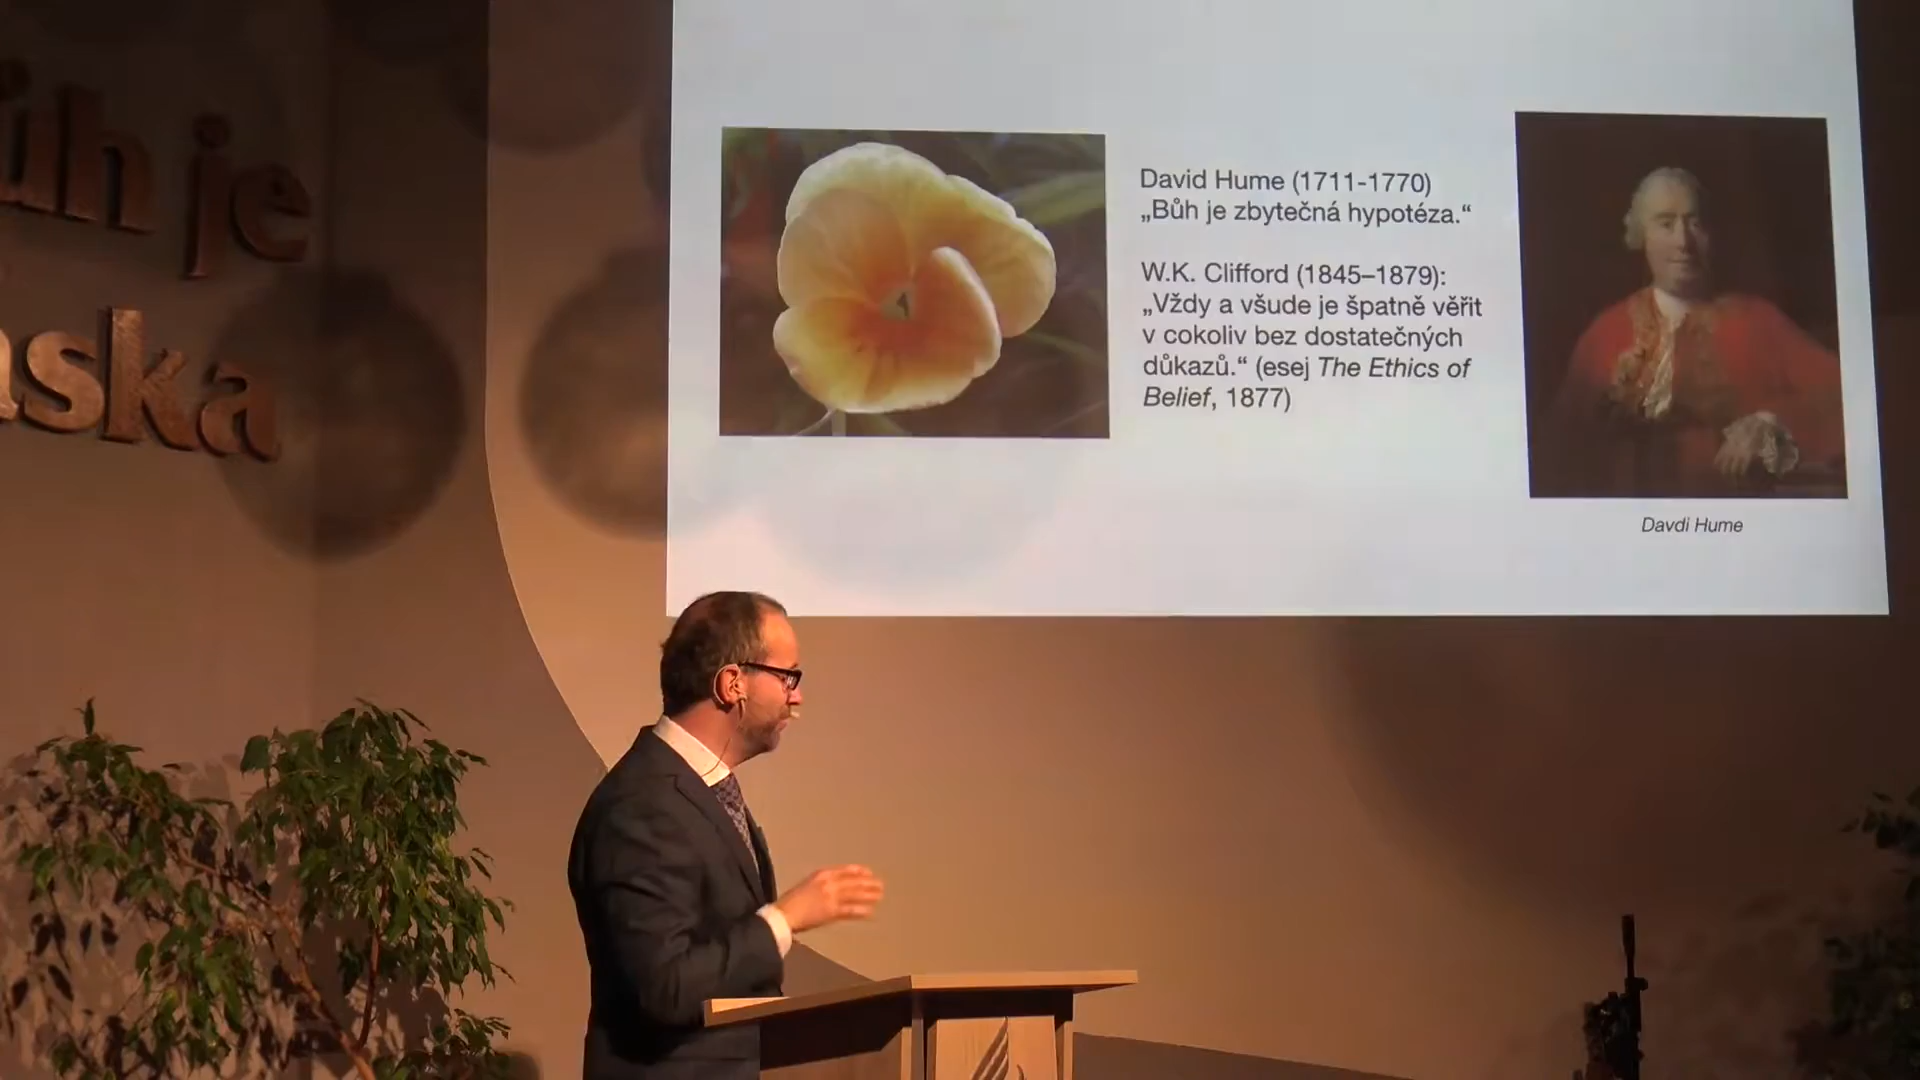 ůh je
áska
David Hume (1711-1770)
„Bůh je zbytečná hypotéza.“
W.K. Clifford (1845–1879):
„Vždy a všude je špatně věřit
v cokoliv bez dostatečných
důkazů.“ (esej The Ethics of
Belief, 1877)
Davdi Hume